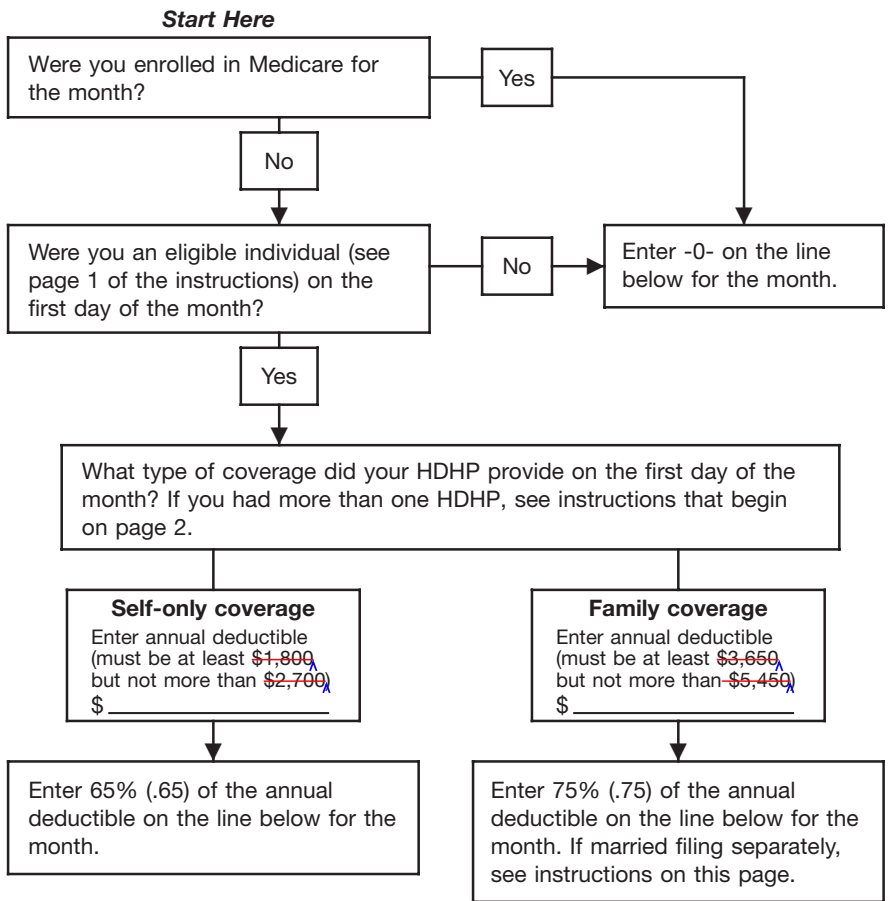 Start Here
Were you enrolled in Medicare for
the month?
Yes
No
Were you an eligible individual (see
page 1 of the instructions) on the
first day of the month?
No
Enter -0- on the line
below for the month.
Yes
What type of coverage did your HDHP provide on the first day of the
month? If you had more than one HDHP, see instructions that begin
on page 2.
Self-only coverage
Enter annual deductible
(must be at least $1,800
but not more than $2,700)
$
Family coverage
Enter annual deductible
(must be at least $3,650
but not more than $5,450)
$
Enter 65% (.65) of the annual
deductible on the line below for the
month.
Enter 75% (.75) of the annual
deductible on the line below for the
month. If married filing separately,
see instructions on this page.